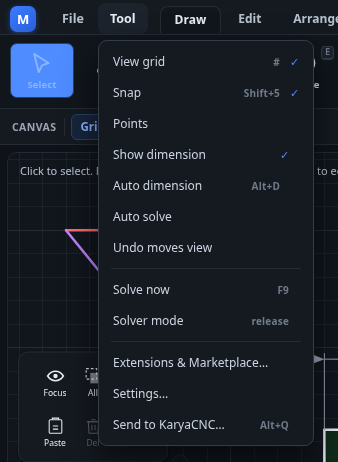 M File Tool Draw Edit Arrange
Select
E
CANVAS
View grid # ✓
Snap Shift+5 ✓
Points
Show dimension ✓
Auto dimension Alt+D
Auto solve
Undo moves view
Solve now F9
Solver mode release
Extensions & Marketplace...
Settings...
Send to KaryaCNC... Alt+Q
Click to select.
to
Focus
Paste